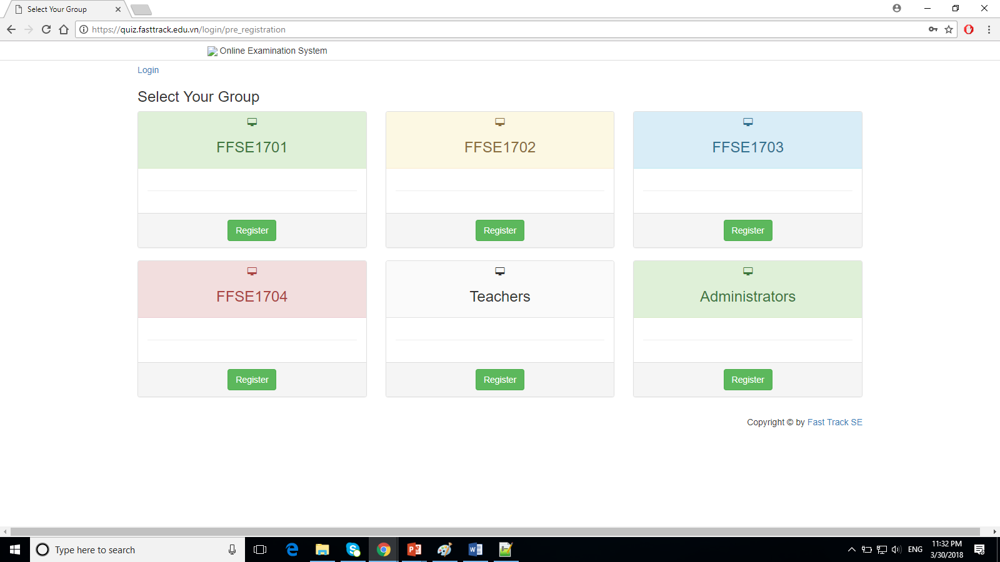 Select Your Group
https://quiz.fasttrack.edu.vn/login/pre_registration
Online Examination System
Login
Select Your Group
FFSE1701
FFSE1702
FFSE1703
Register
Register
Register
FFSE1704
Teachers
Administrators
Register
Register
Register
Copyright © by Fast Track SE
Type here to search
ENG
11:32 PM
3/30/2018